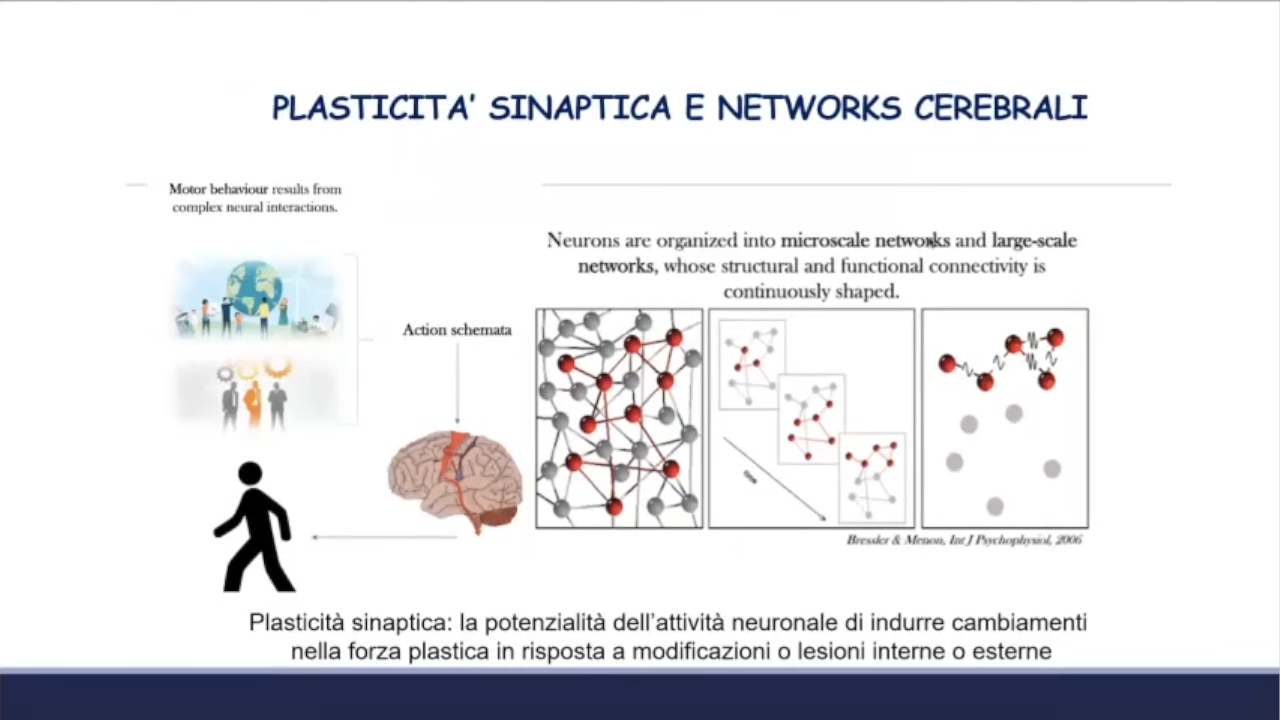 PLASTICITA' SINAPTICA E NETWORKS CEREBRALI
Motor behaviour results from
complex neural interactions.
Neurons are organized into microscale networks and large-scale
networks, whose structural and functional connectivity is
continuously shaped.
Action schemata
time
Bressler & Menon, Int J Psychophysiol, 2006
Plasticità sinaptica: la potenzialità dell'attività neuronale di indurre cambiamenti
nella forza plastica in risposta a modificazioni o lesioni interne o esterne